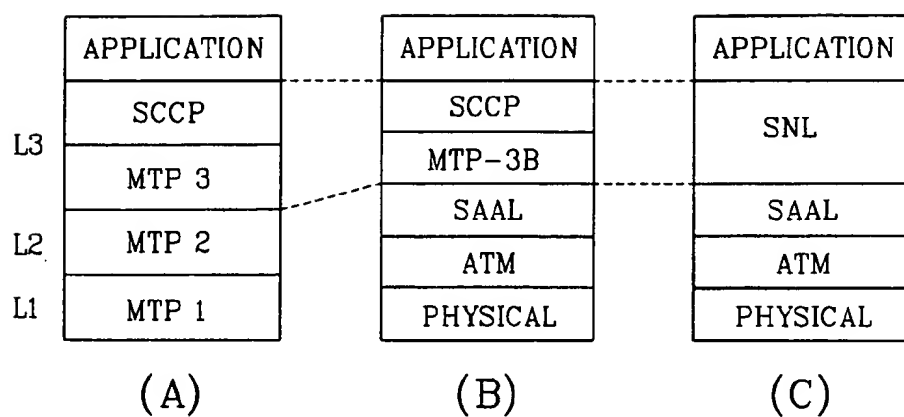 APPLICATION
SCCP
MTP 3
MTP 2
MTP 1
L3
L2
L1
(A)
APPLICATION
SCCP
MTP-3B
SAAL
ATM
PHYSICAL
(B)
APPLICATION
SNL
SAAL
ATM
PHYSICAL
(C)